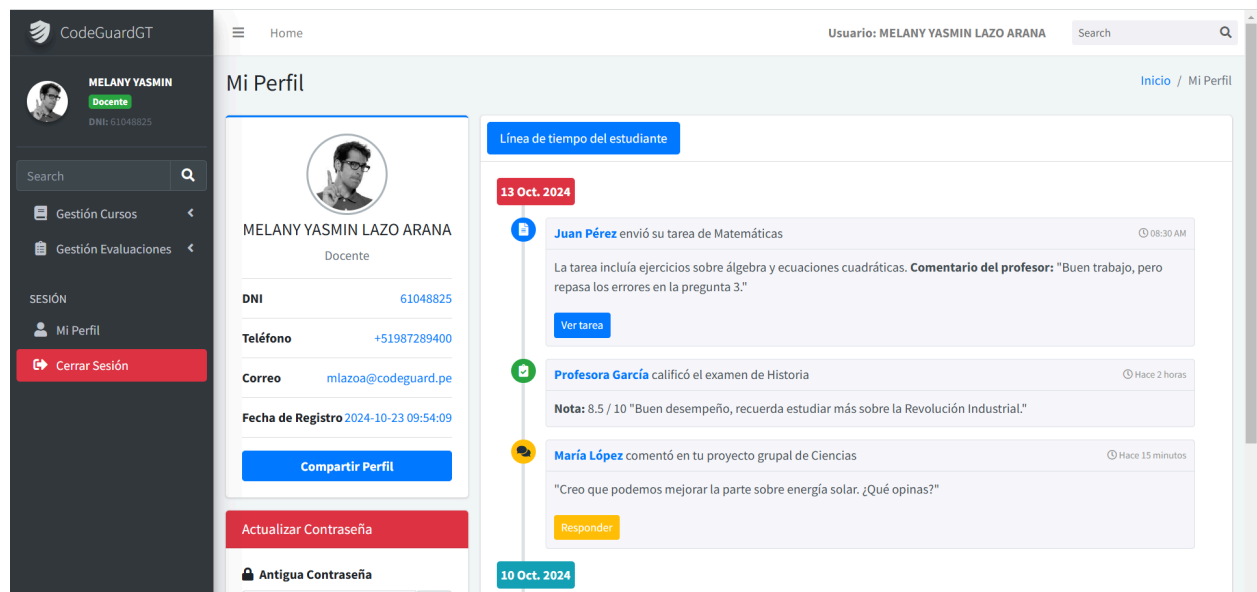 CodeGuardGT
Home
Usuario: MELANY YASMIN LAZO ARANA
Search
MELANY YASMIN
Docente
DNI: 61048825
Search
Gestión Cursos
Gestión Evaluaciones
SESIÓN
Mi Perfil
Cerrar Sesión
Mi Perfil
Inicio / Mi Perfil
MELANY YASMIN LAZO ARANA
Docente
DNI 61048825
Teléfono +51987289400
Correo mlazoa@codeguard.pe
Fecha de Registro 2024-10-23 09:54:09
Compartir Perfil
Actualizar Contraseña
Antigua Contraseña
Línea de tiempo del estudiante
13 Oct. 2024
Juan Pérez envió su tarea de Matemáticas 08:30 AM
La tarea incluía ejercicios sobre álgebra y ecuaciones cuadráticas. Comentario del profesor: "Buen trabajo, pero
repasa los errores en la pregunta 3."
Ver tarea
Profesora García calificó el examen de Historia Hace 2 horas
Nota: 8.5 / 10 "Buen desempeño, recuerda estudiar más sobre la Revolución Industrial."
María López comentó en tu proyecto grupal de Ciencias Hace 15 minutos
"Creo que podemos mejorar la parte sobre energía solar. ¿Qué opinas?"
Responder
10 Oct. 2024